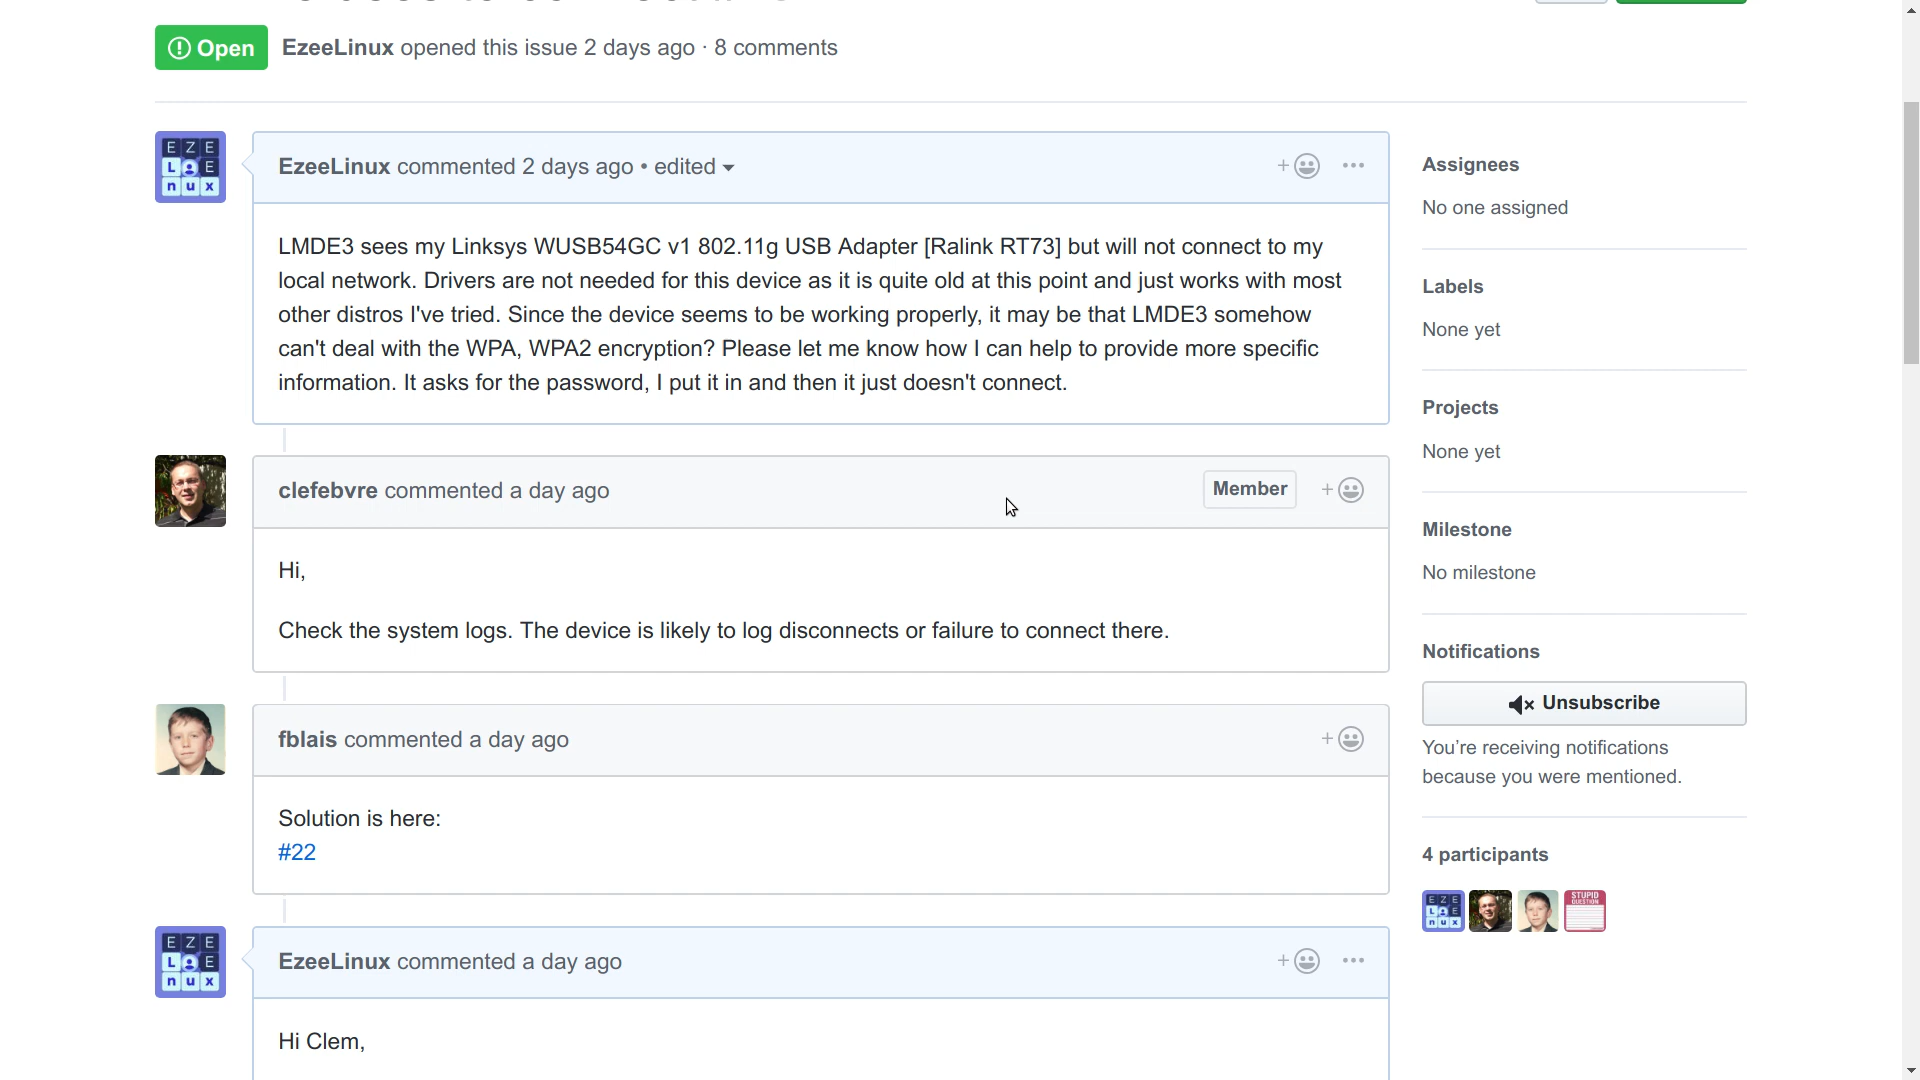 Open EzeeLinux opened this issue 2 days ago · 8 comments
EZE
L E
nux
EzeeLinux commented 2 days ago • edited
LMDE3 sees my Linksys WUSB54GC v1 802.11g USB Adapter [Ralink RT73] but will not connect to my
local network. Drivers are not needed for this device as it is quite old at this point and just works with most
other distros I've tried. Since the device seems to be working properly, it may be that LMDE3 somehow
can't deal with the WPA, WPA2 encryption? Please let me know how I can help to provide more specific
information. It asks for the password, I put it in and then it just doesn't connect.
clefebvre commented a day ago Member
Hi,
Check the system logs. The device is likely to log disconnects or failure to connect there.
fblais commented a day ago
Solution is here:
#22
EZE
L E
nux
EzeeLinux commented a day ago
Hi Clem,
Assignees
No one assigned
Labels
None yet
Projects
None yet
Milestone
No milestone
Notifications
Unsubscribe
You're receiving notifications
because you were mentioned.
4 participants
EZE
L E
nux
STUPID
QUESTION